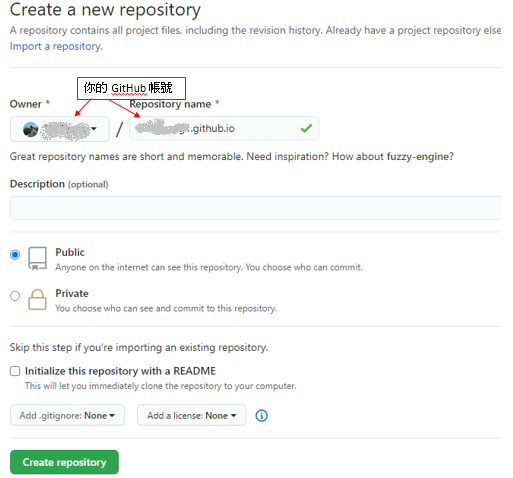 Create a new repository
A repository contains all project files, including the revision history. Already have a project repository else
Import a repository.
你的 GitHub 帳號
Owner * Repository name *
/ .github.io
Great repository names are short and memorable. Need inspiration? How about fuzzy-engine?
Description (optional)
Public
Anyone on the internet can see this repository. You choose who can commit.
Private
You choose who can see and commit to this repository.
Skip this step if you're importing an existing repository.
Initialize this repository with a README
This will let you immediately clone the repository to your computer.
Add .gitignore: None Add a license: None
Create repository